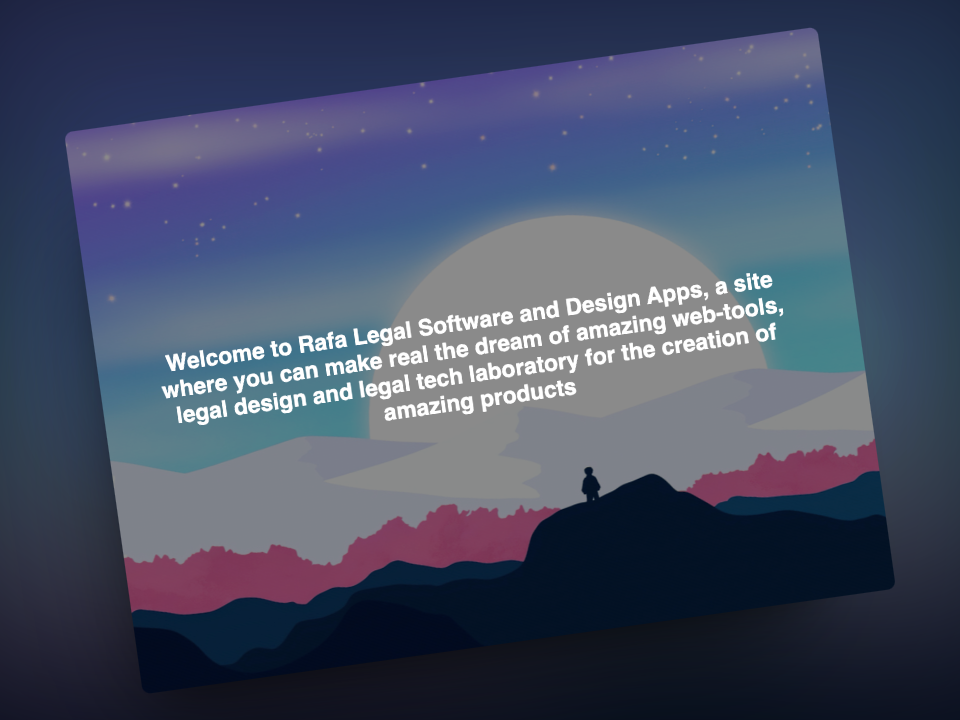 Welcome to Rafa Legal Software and Design Apps, a site
where you can make real the dream of amazing web-tools,
legal design and legal tech laboratory for the creation of
amazing products